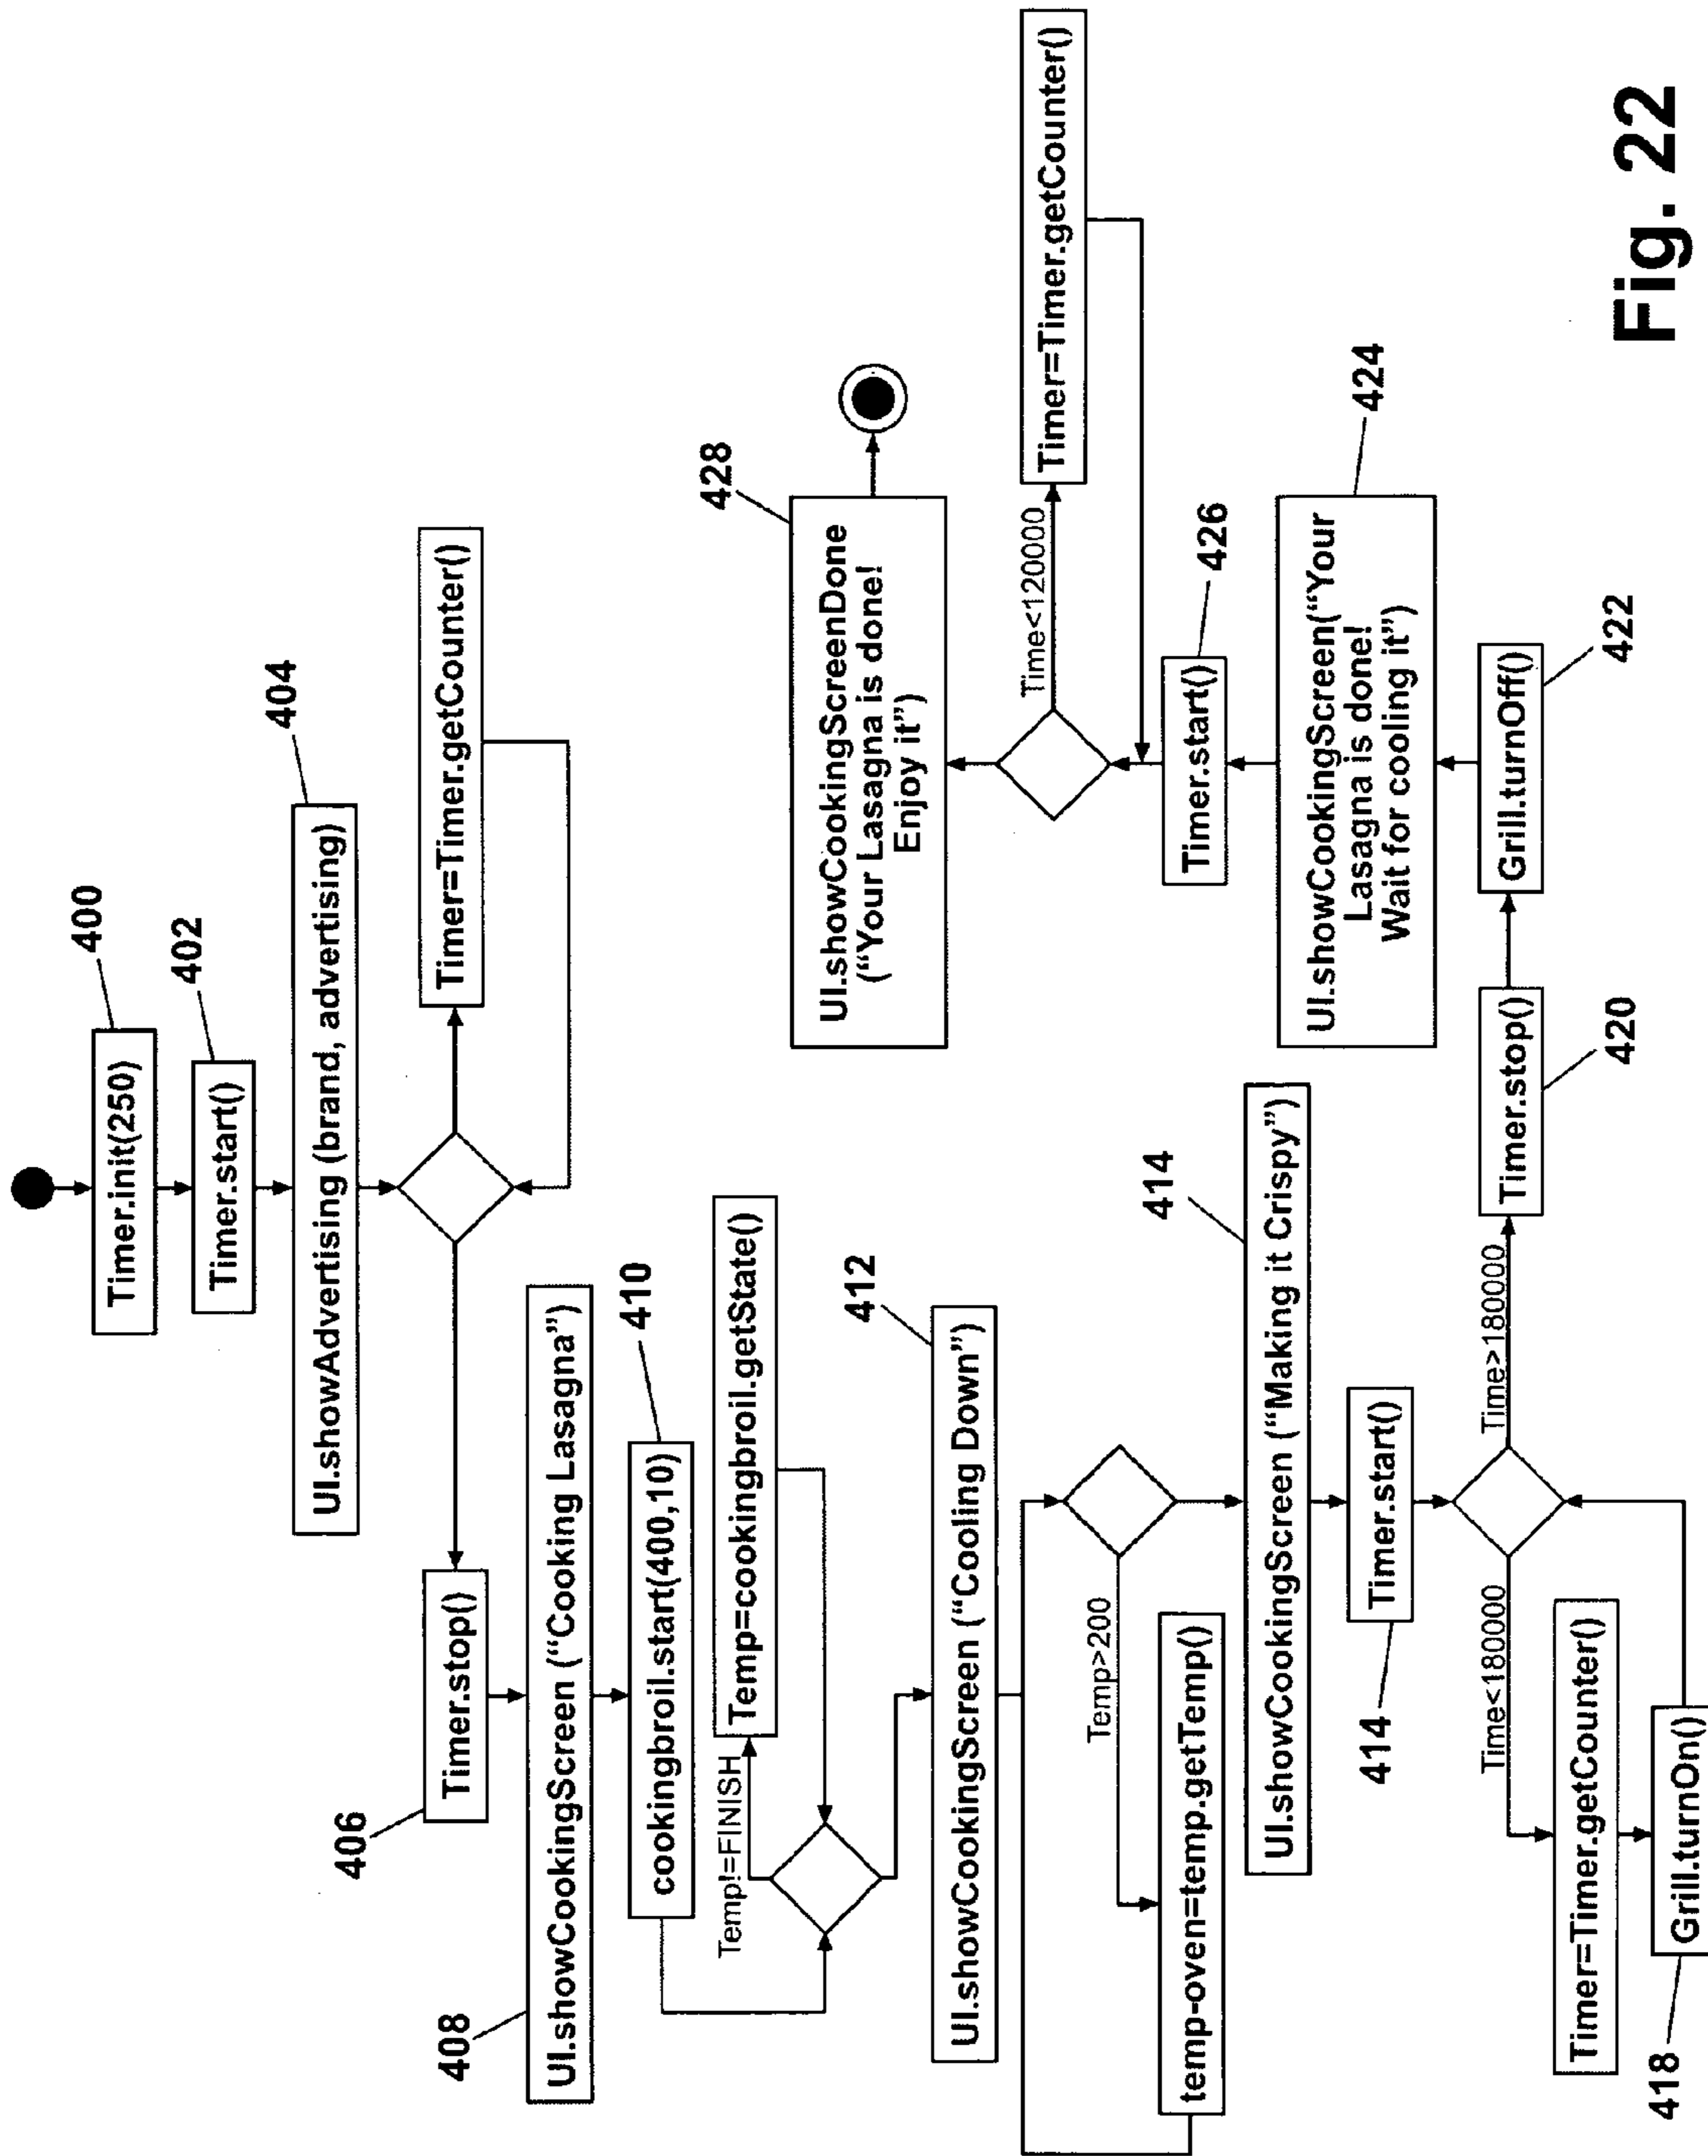 400
Timer.init(250)
402
Timer.start()
404
UI.showAdvertising (brand, advertising)
Timer=Timer.getCounter()
406
Timer.stop()
408
UI.showCookingScreen (“Cooking Lasagna”)
410
cookingbroil.start(400,10)
Temp!=FINISH
Temp=cookingbroil.getState()
412
UI.showCookingScreen (“Cooling Down”)
Temp>200
temp-oven=temp.getTemp()
414
UI.showCookingScreen (“Making it Crispy”)
414
Timer.start()
Time<180000
Time>180000
Timer=Timer.getCounter()
418
Grill.turnOn()
Timer.stop()
420
Grill.turnOff()
422
UI.showCookingScreen(“Your
Lasagna is done!
Wait for cooling it”)
424
Timer.start()
426
Time<120000
Timer=Timer.getCounter()
428
UI.showCookingScreenDone
(“Your Lasagna is done!
Enjoy it”)
Fig. 22